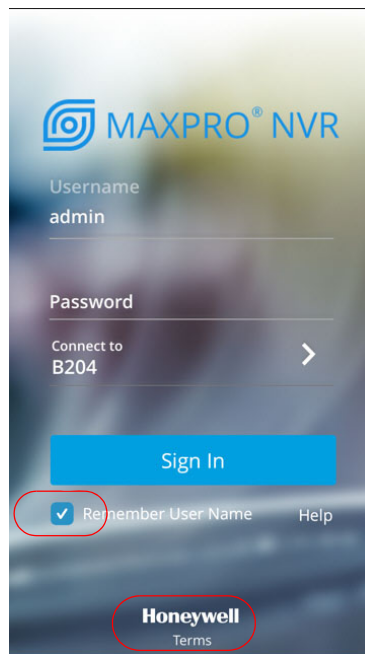 MAXPRO® NVR
Username
admin
Password
Connect to
B204
Sign In
Remember User Name
Help
Honeywell
Terms